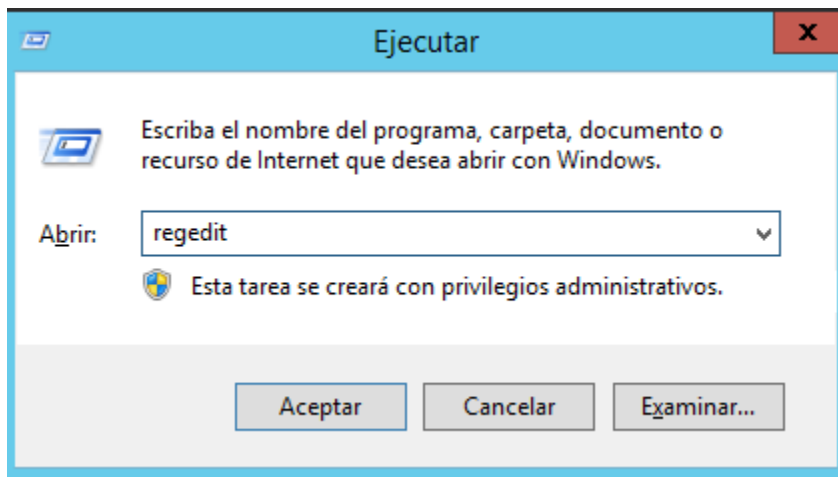 Ejecutar
x
Escriba el nombre del programa, carpeta, documento o
recurso de Internet que desea abrir con Windows.
Abrir:
regedit
Esta tarea se creará con privilegios administrativos.
Aceptar
Cancelar
Examinar...